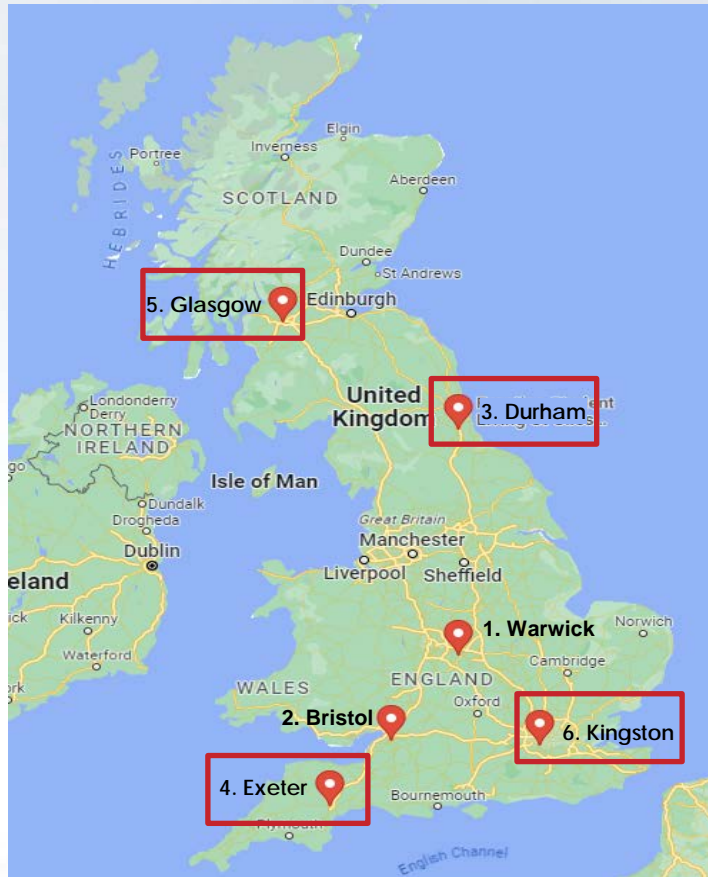 Elgin
Portree
Inverness
SCOTLAND
Aberdeen
HEBRIDES
Dundee
St Andrews
5. Glasgow
Edinburgh
United
Kingdom
3. Durham
Londonderry
Derry
NORTHERN
IRELAND
Isle of Man
Dundalk
Drogheda
Dublin
Great Britain
Manchester
Liverpool
Sheffield
eland
Kilkenny
Waterford
1. Warwick
Norwich
Cambridge
ENGLAND
WALES
Oxford
2. Bristol
6. Kingston
4. Exeter
Bournemouth
Plymouth
English Channel